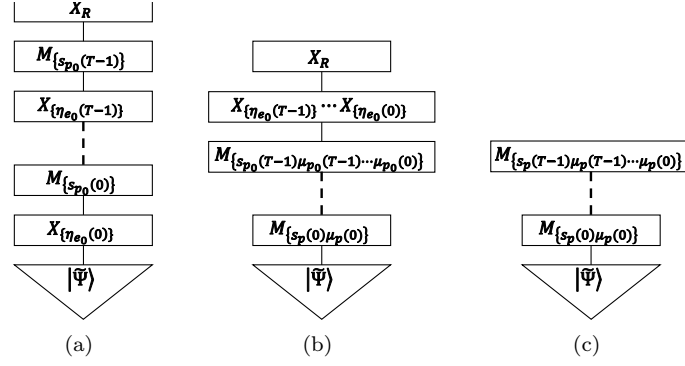 X_R
M_{s_{p_0}(T−1)}
X_{η_{e_0}(T−1)}
M_{s_{p_0}(0)}
X_{η_{e_0}(0)}
|Ψ̃⟩
(a)
X_R
X_{η_{e_0}(T−1)} ⋯ X_{η_{e_0}(0)}
M_{s_{p_0}(T−1)μ_{p_0}(T−1)⋯μ_{p_0}(0)}
M_{s_p(0)μ_p(0)}
|Ψ̃⟩
(b)
M_{s_p(T−1)μ_p(T−1)⋯μ_p(0)}
M_{s_p(0)μ_p(0)}
|Ψ̃⟩
(c)